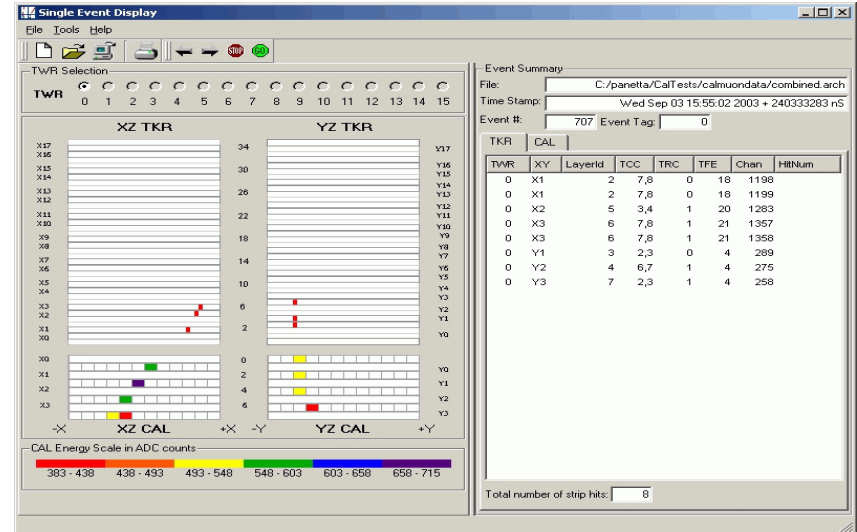 Single Event Display
File Tools Help
STOP GO
TWR Selection
TWR 0 1 2 3 4 5 6 7 8 9 10 11 12 13 14 15
XZ TKR YZ TKR
X17 34 Y17
X16
X15 30 Y16
X14 Y15
X13 26 Y14
X12 Y13
X11 22 Y12
X10 Y11
Y10
X9 18 Y9
X8 Y8
X7 14 Y7
X6 Y6
X5 10 Y5
X4 Y4
X3 6 Y3
X2 Y2
X1 2 Y1
X0 Y0
X0 0
Y0
X1 2
Y1
X2 4
Y2
X3 6
Y3
-X XZ CAL +X -Y YZ CAL +Y
CAL Energy Scale in ADC counts
383 - 438 438 - 493 493 - 548 548 - 603 603 - 658 658 - 715
Event Summary
File: C:/panetta/CalTests/calmuondata/combined.arch
Time Stamp: Wed Sep 03 15:55:02 2003 + 240333283 nS
Event #: 707 Event Tag: 0
TKR CAL
TWR XY LayerId TCC TRC TFE Chan HitNum
0 X1 2 7,8 0 18 1198
0 X1 2 7,8 0 18 1199
0 X2 5 3,4 1 20 1283
0 X3 6 7,8 1 21 1357
0 X3 6 7,8 1 21 1358
0 Y1 3 2,3 0 4 289
0 Y2 4 6,7 1 4 275
0 Y3 7 2,3 1 4 258
Total number of strip hits: 8